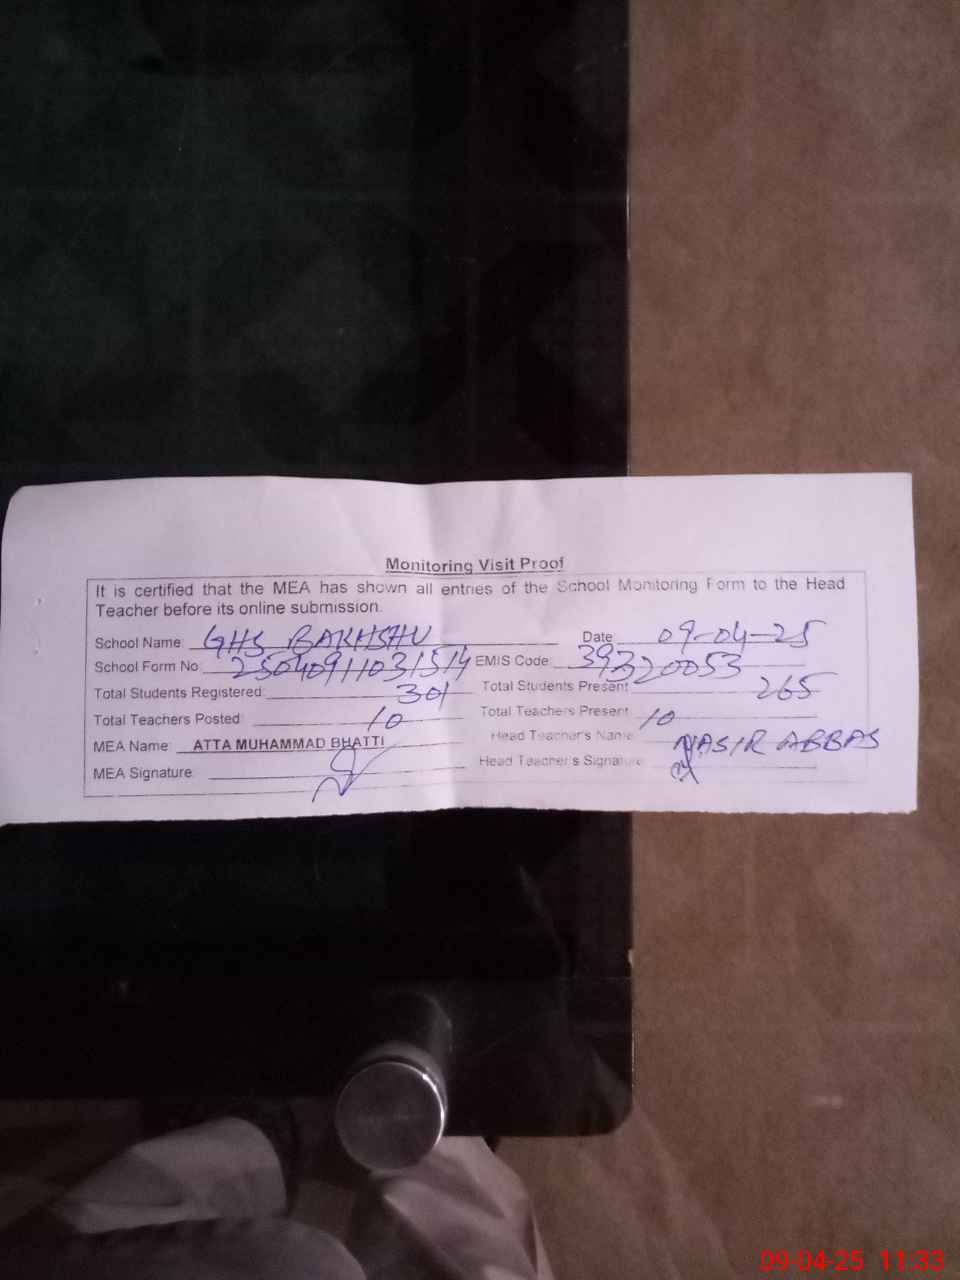 Monitoring Visit Proof
It is certified that the MEA has shown all entries of the School Monitoring Form to the Head
Teacher before its online submission.
School Name: GHS BAKHSHU Date 09-04-25
School Form No: 25040911031514 EMIS Code: 39320053
Total Students Registered: 301 Total Students Present 265
Total Teachers Posted: 10 Total Teachers Present 10
MEA Name: ATTA MUHAMMAD BHATTI Head Teacher's Name NASIR ABBAS
MEA Signature: Head Teacher's Signature
09-04-25 11:33